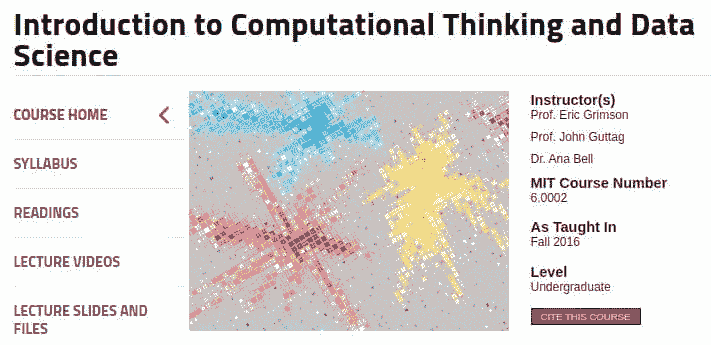 Introduction to Computational Thinking and Data
Science
COURSE HOME
SYLLABUS
READINGS
LECTURE VIDEOS
LECTURE SLIDES AND
FILES
Instructor(s)
Prof. Eric Grimson
Prof. John Guttag
Dr. Ana Bell
MIT Course Number
6.0002
As Taught In
Fall 2016
Level
Undergraduate
CITE THIS COURSE